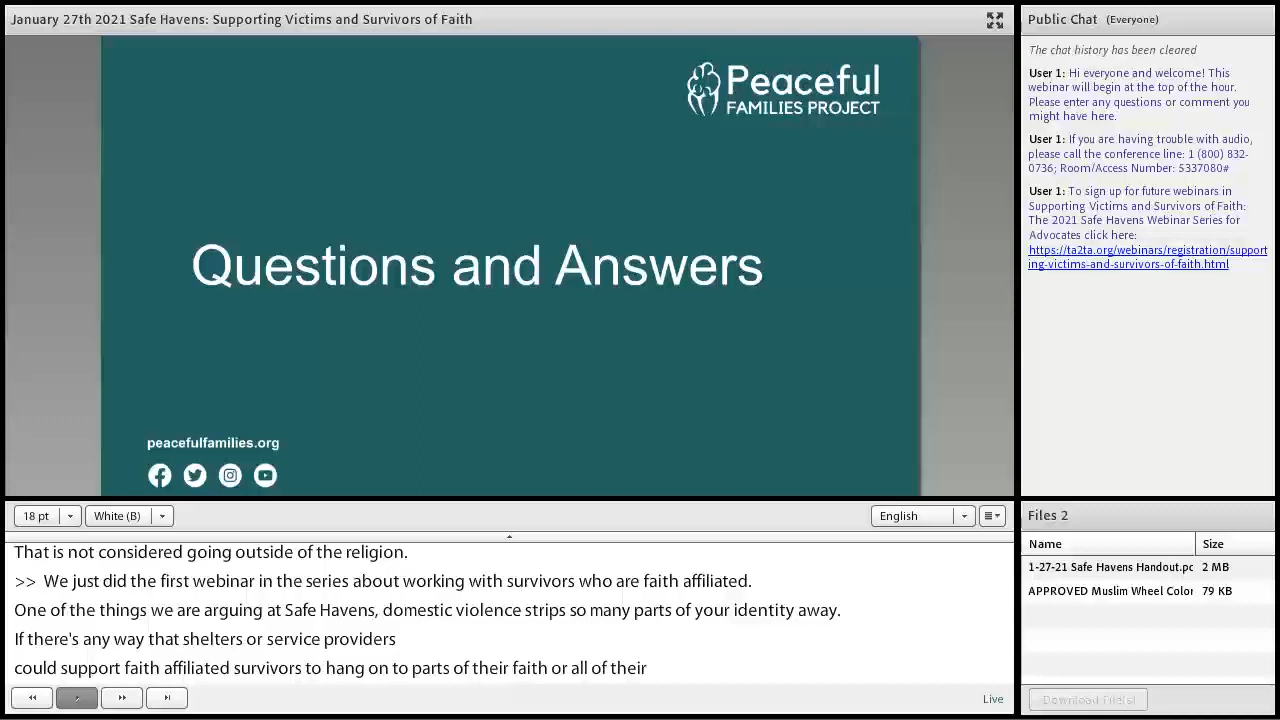 January 27th 2021 Safe Havens: Supporting Victims and Survivors of Faith
Peaceful
FAMILIES PROJECT
Questions and Answers
peacefulfamilies.org
18 pt
White (B)
English
That is not considered going outside of the religion.
>> We just did the first webinar in the series about working with survivors who are faith affiliated.
One of the things we are arguing at Safe Havens, domestic violence strips so many parts of your identity away.
If there's any way that shelters or service providers
could support faith affiliated survivors to hang on to parts of their faith or all of their
Live
Public Chat (Everyone)
The chat history has been cleared
User 1: Hi everyone and welcome! This
webinar will begin at the top of the hour.
Please enter any questions or comment you
might have here.
User 1: If you are having trouble with audio,
please call the conference line: 1 (800) 832-
0736; Room/Access Number: 5337080#
User 1: To sign up for future webinars in
Supporting Victims and Survivors of Faith:
The 2021 Safe Havens Webinar Series for
Advocates click here:
https://ta2ta.org/webinars/registration/support
ing-victims-and-survivors-of-faith.html
Files 2
Name Size
1-27-21 Safe Havens Handout.pc 2 MB
APPROVED Muslim Wheel Color 79 KB
Download File(s)